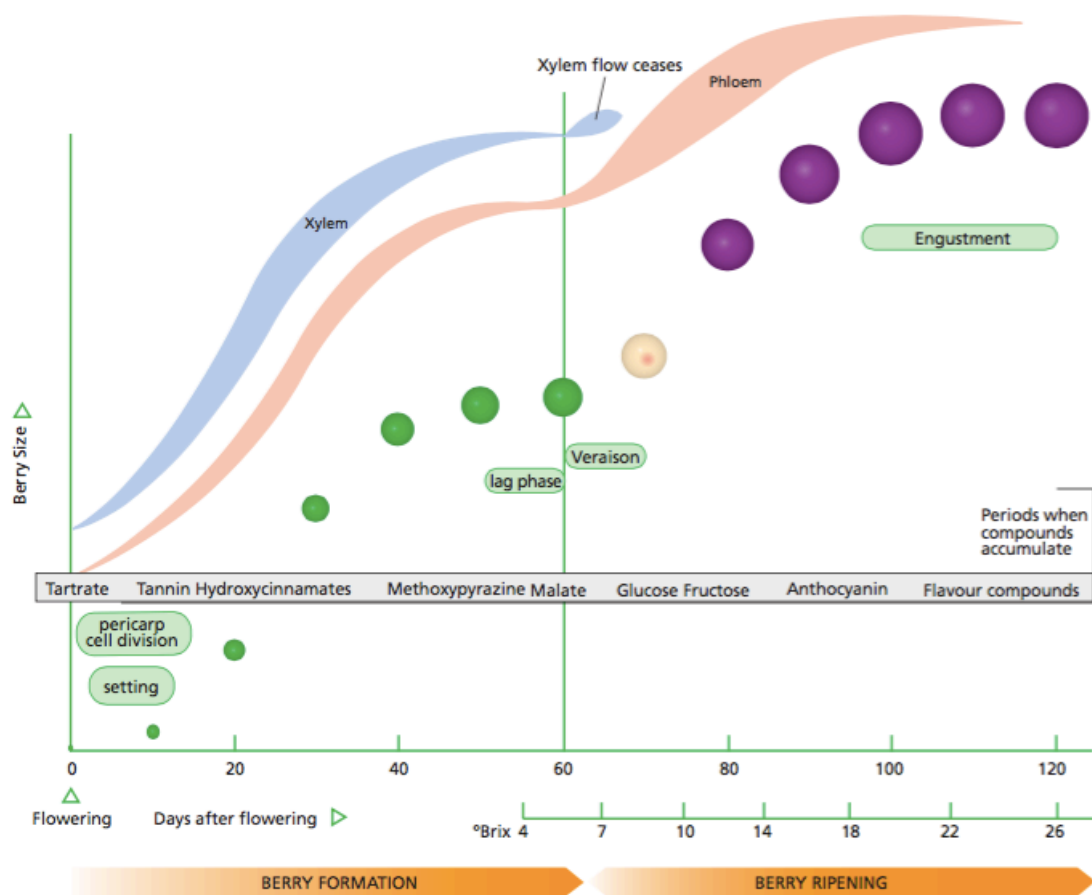 Xylem flow ceases
Phloem
Xylem
Engustment
Berry Size
Veraison
lag phase
Periods when
compounds
accumulate
Tartrate Tannin Hydroxycinnamates Methoxypyrazine Malate Glucose Fructose Anthocyanin Flavour compounds
pericarp
cell division
setting
0 20 40 60 80 100 120
Flowering Days after flowering
°Brix 4 7 10 14 18 22 26
BERRY FORMATION BERRY RIPENING